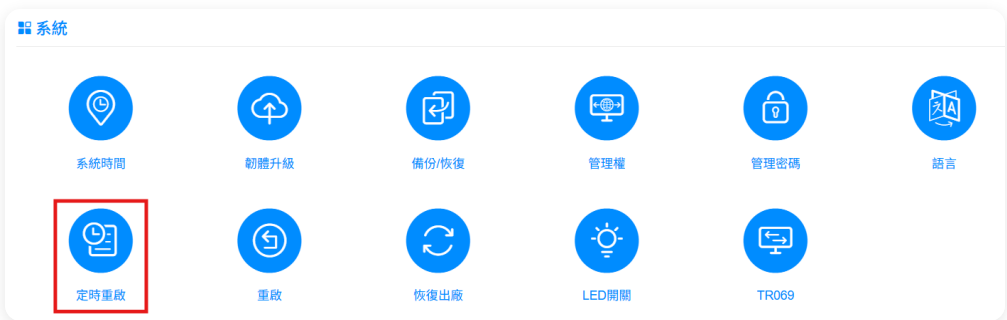 系統
系統時間
韌體升級
備份/恢復
管理權
管理密碼
語言
定時重啟
重啟
恢復出廠
LED開關
TR069